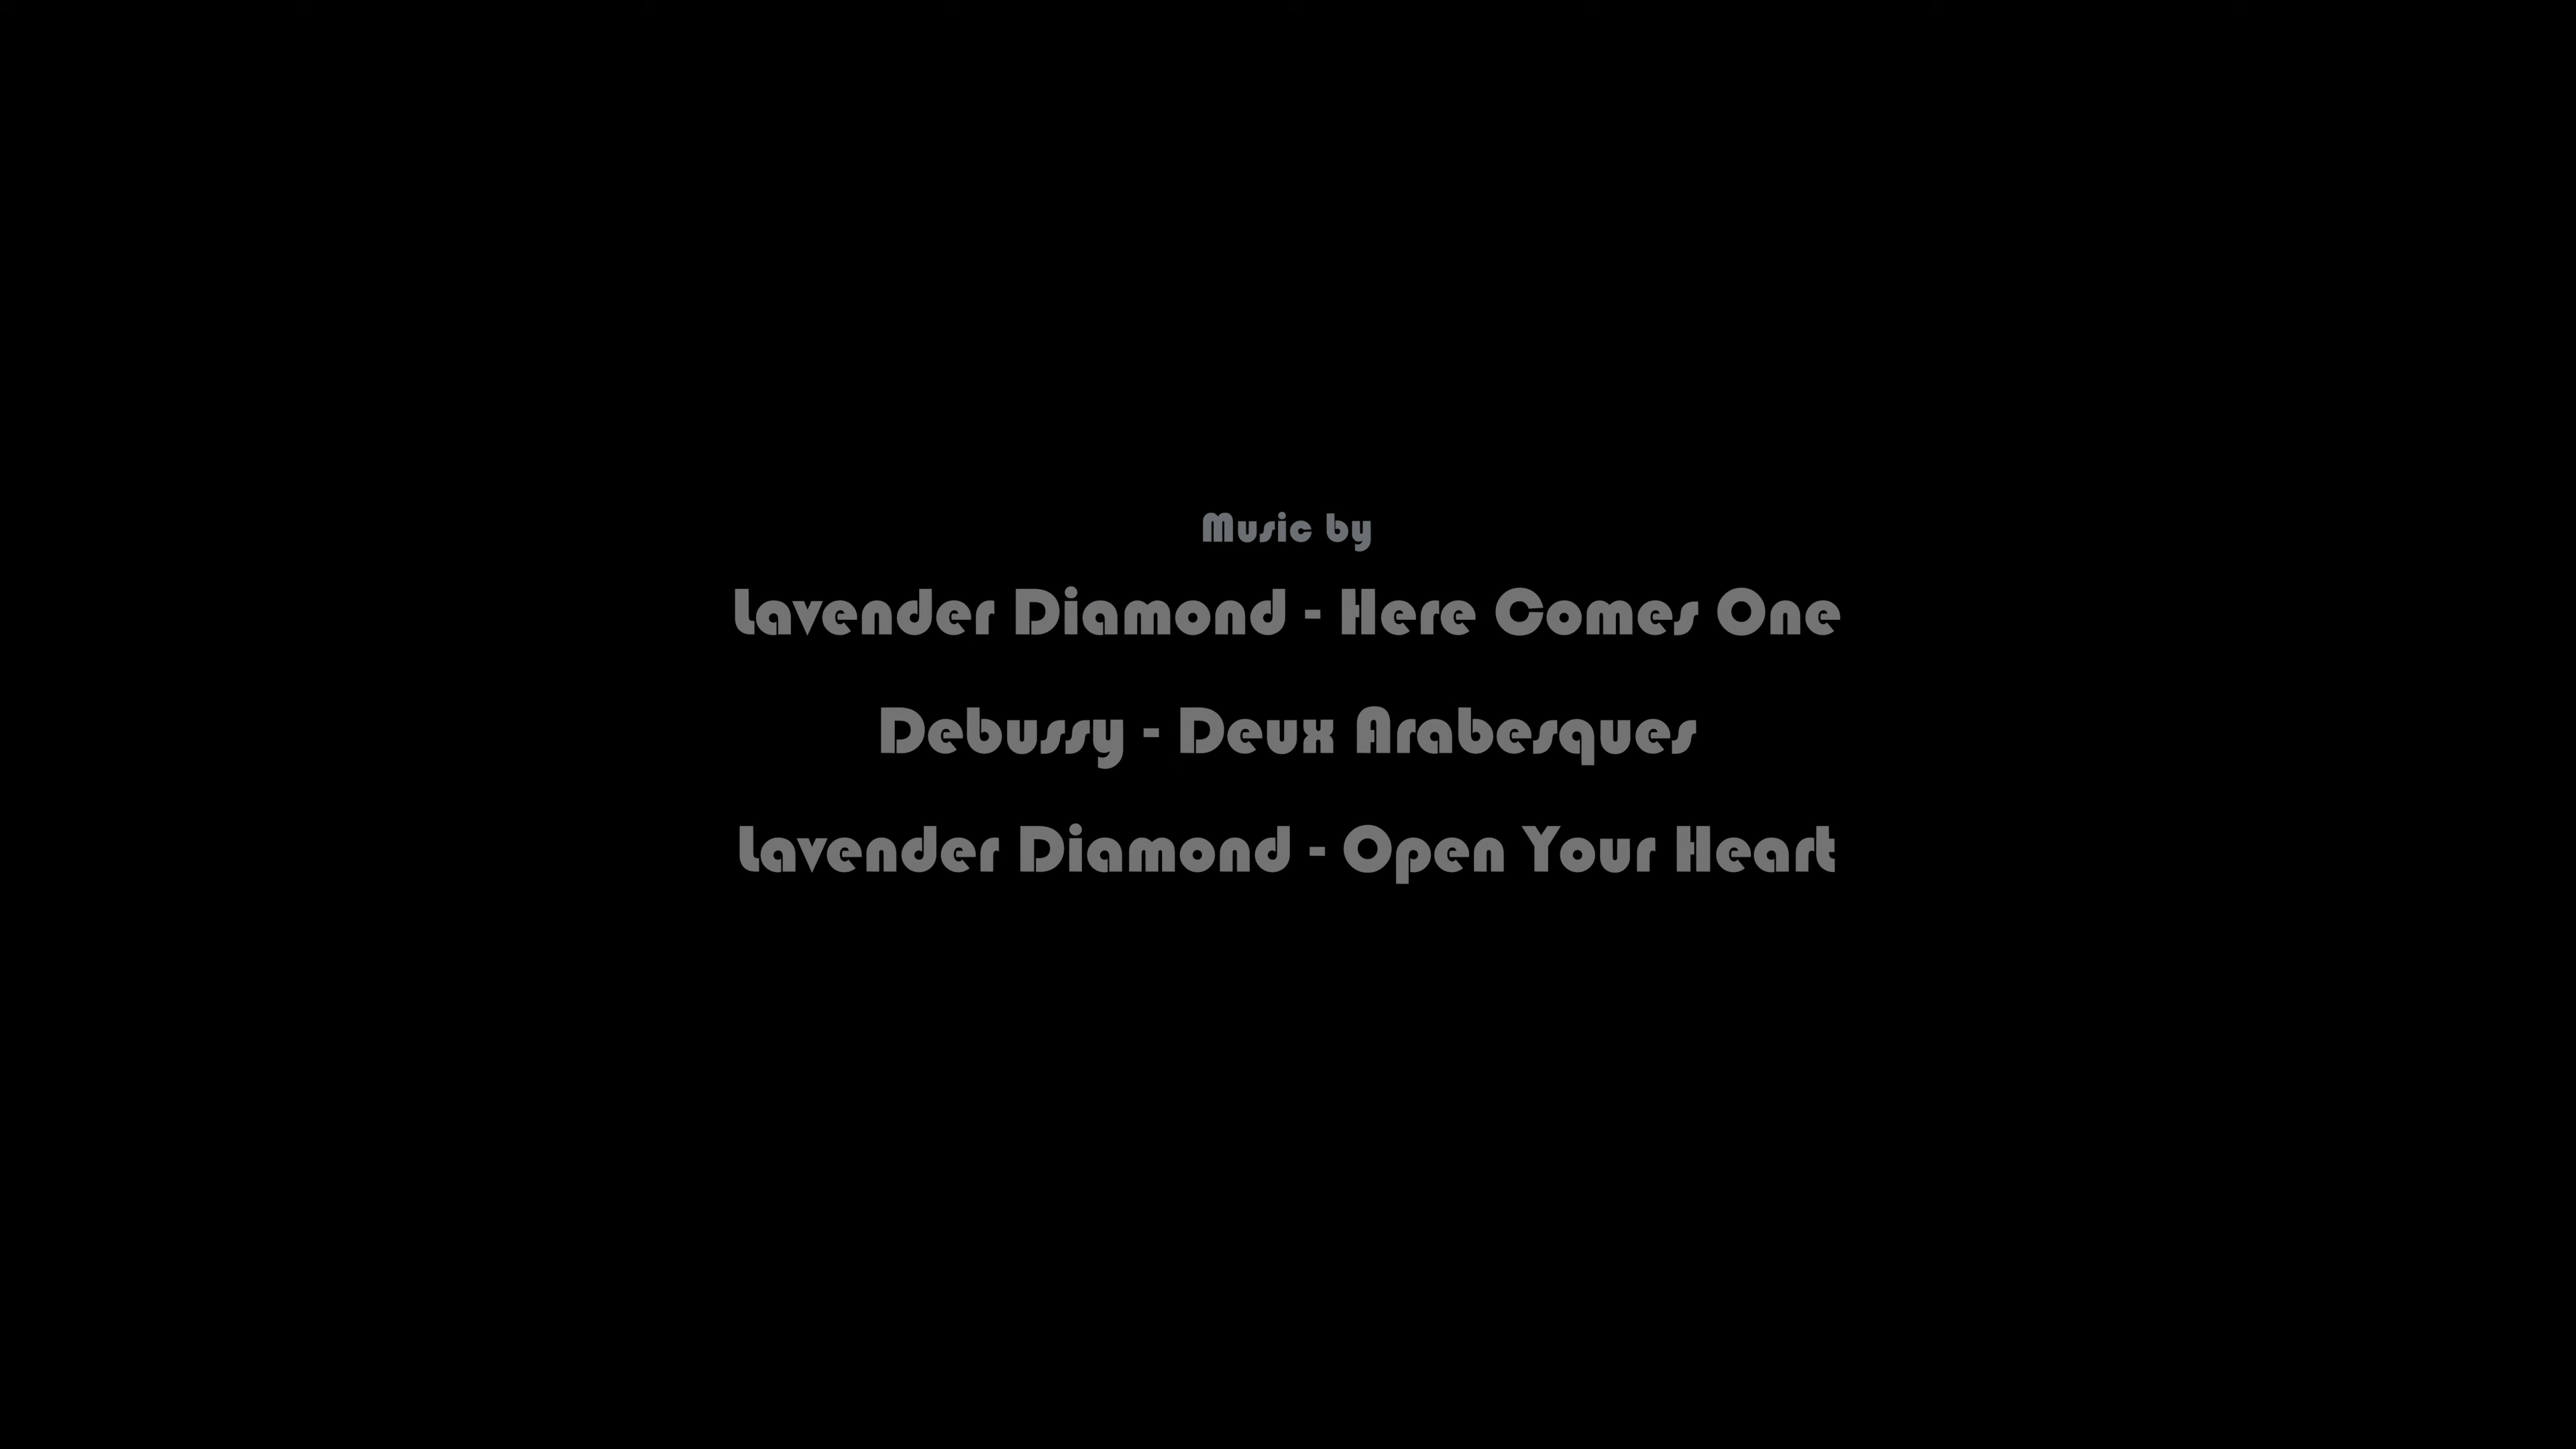 Music by
Lavender Diamond - Here Comes One
Debussy - Deux Arabesques
Lavender Diamond - Open Your Heart